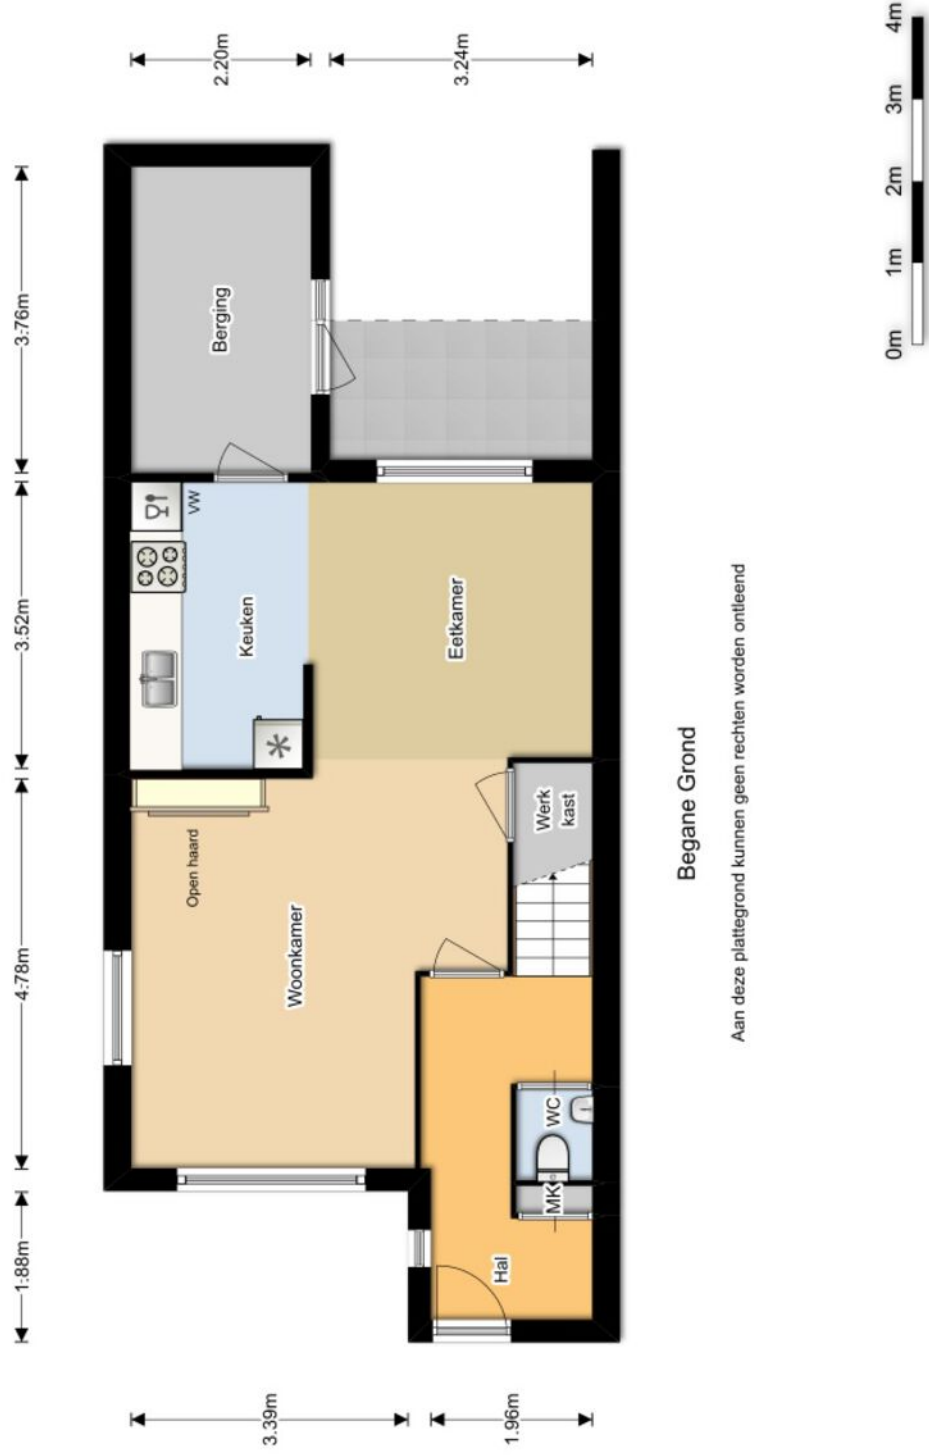 3.76m
3.52m
4.78m
1.88m
2.20m
3.24m
3.39m
1.96m
Berging
VW
Keuken
Eetkamer
Open haard
Woonkamer
Werk
kast
WC
MK
Hal
Begane Grond
Aan deze plattegrond kunnen geen rechten worden ontleend
0m
1m
2m
3m
4m